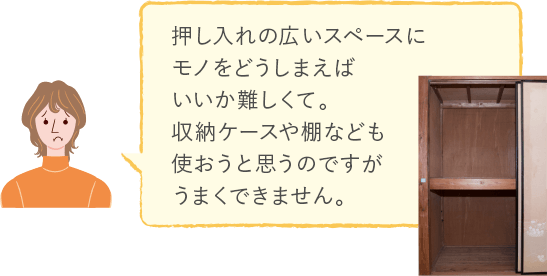 押し入れの広いスペースに
モノをどうしまえば
いいか難しくて。
収納ケースや棚なども
使おうと思うのですが
うまくできません。